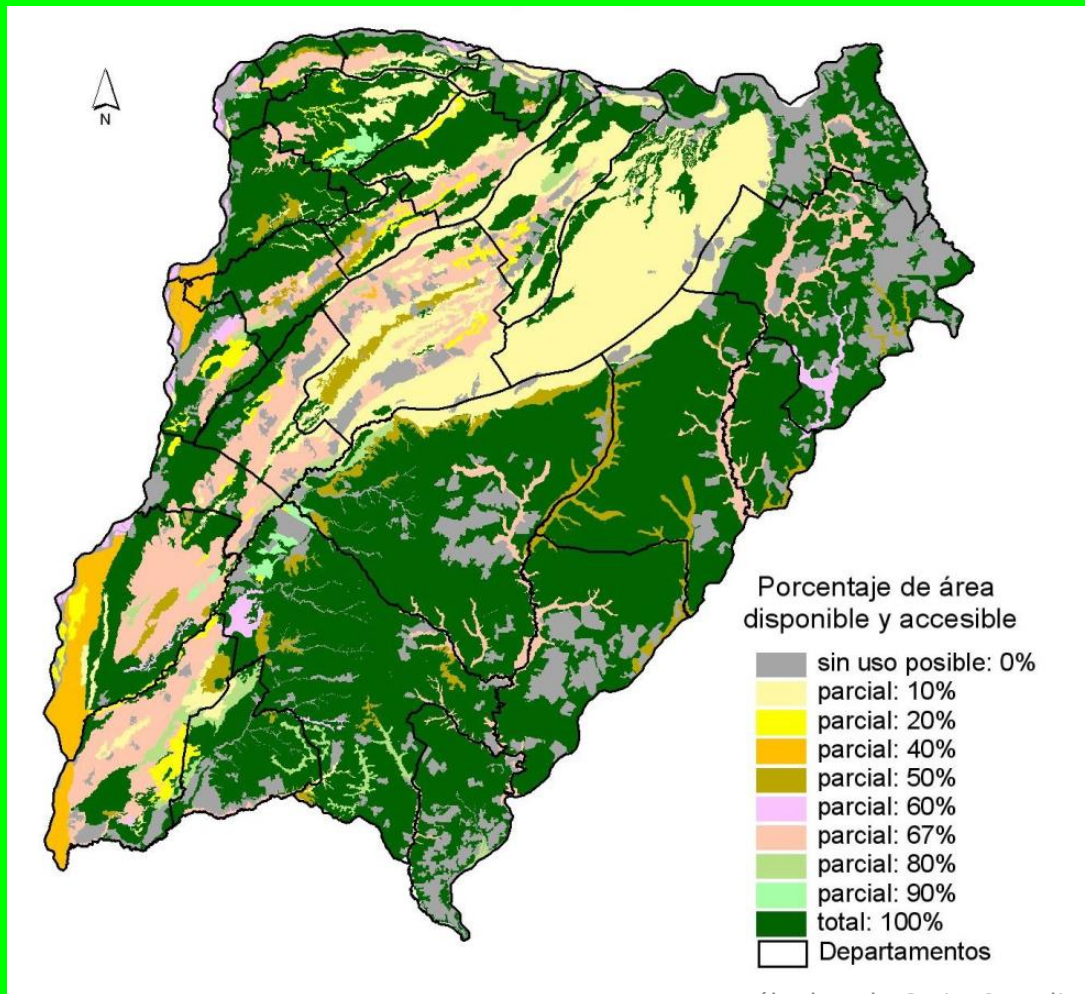 N
Porcentaje de área
disponible y accesible
sin uso posible: 0%
parcial: 10%
parcial: 20%
parcial: 40%
parcial: 50%
parcial: 60%
parcial: 67%
parcial: 80%
parcial: 90%
total: 100%
Departamentos